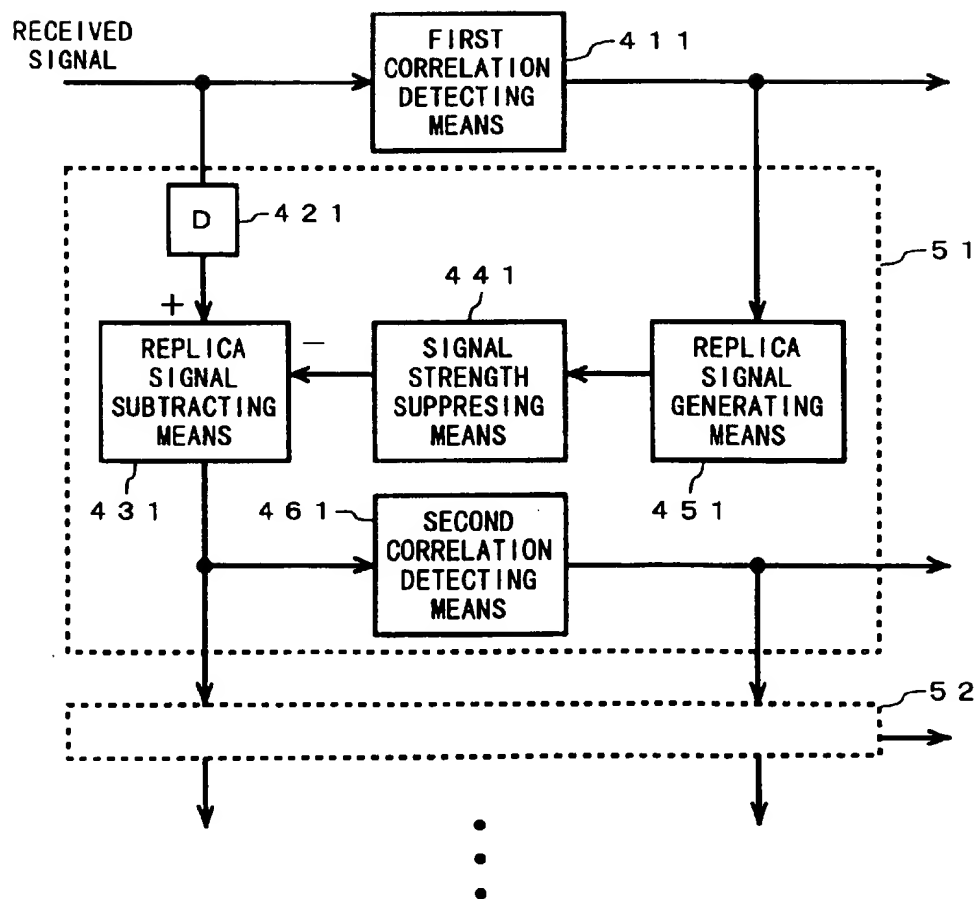 RECEIVED
SIGNAL
FIRST
CORRELATION
DETECTING
MEANS
411
D
421
51
441
+
−
REPLICA
SIGNAL
SUBTRACTING
MEANS
SIGNAL
STRENGTH
SUPPRESING
MEANS
REPLICA
SIGNAL
GENERATING
MEANS
431
461
451
SECOND
CORRELATION
DETECTING
MEANS
52